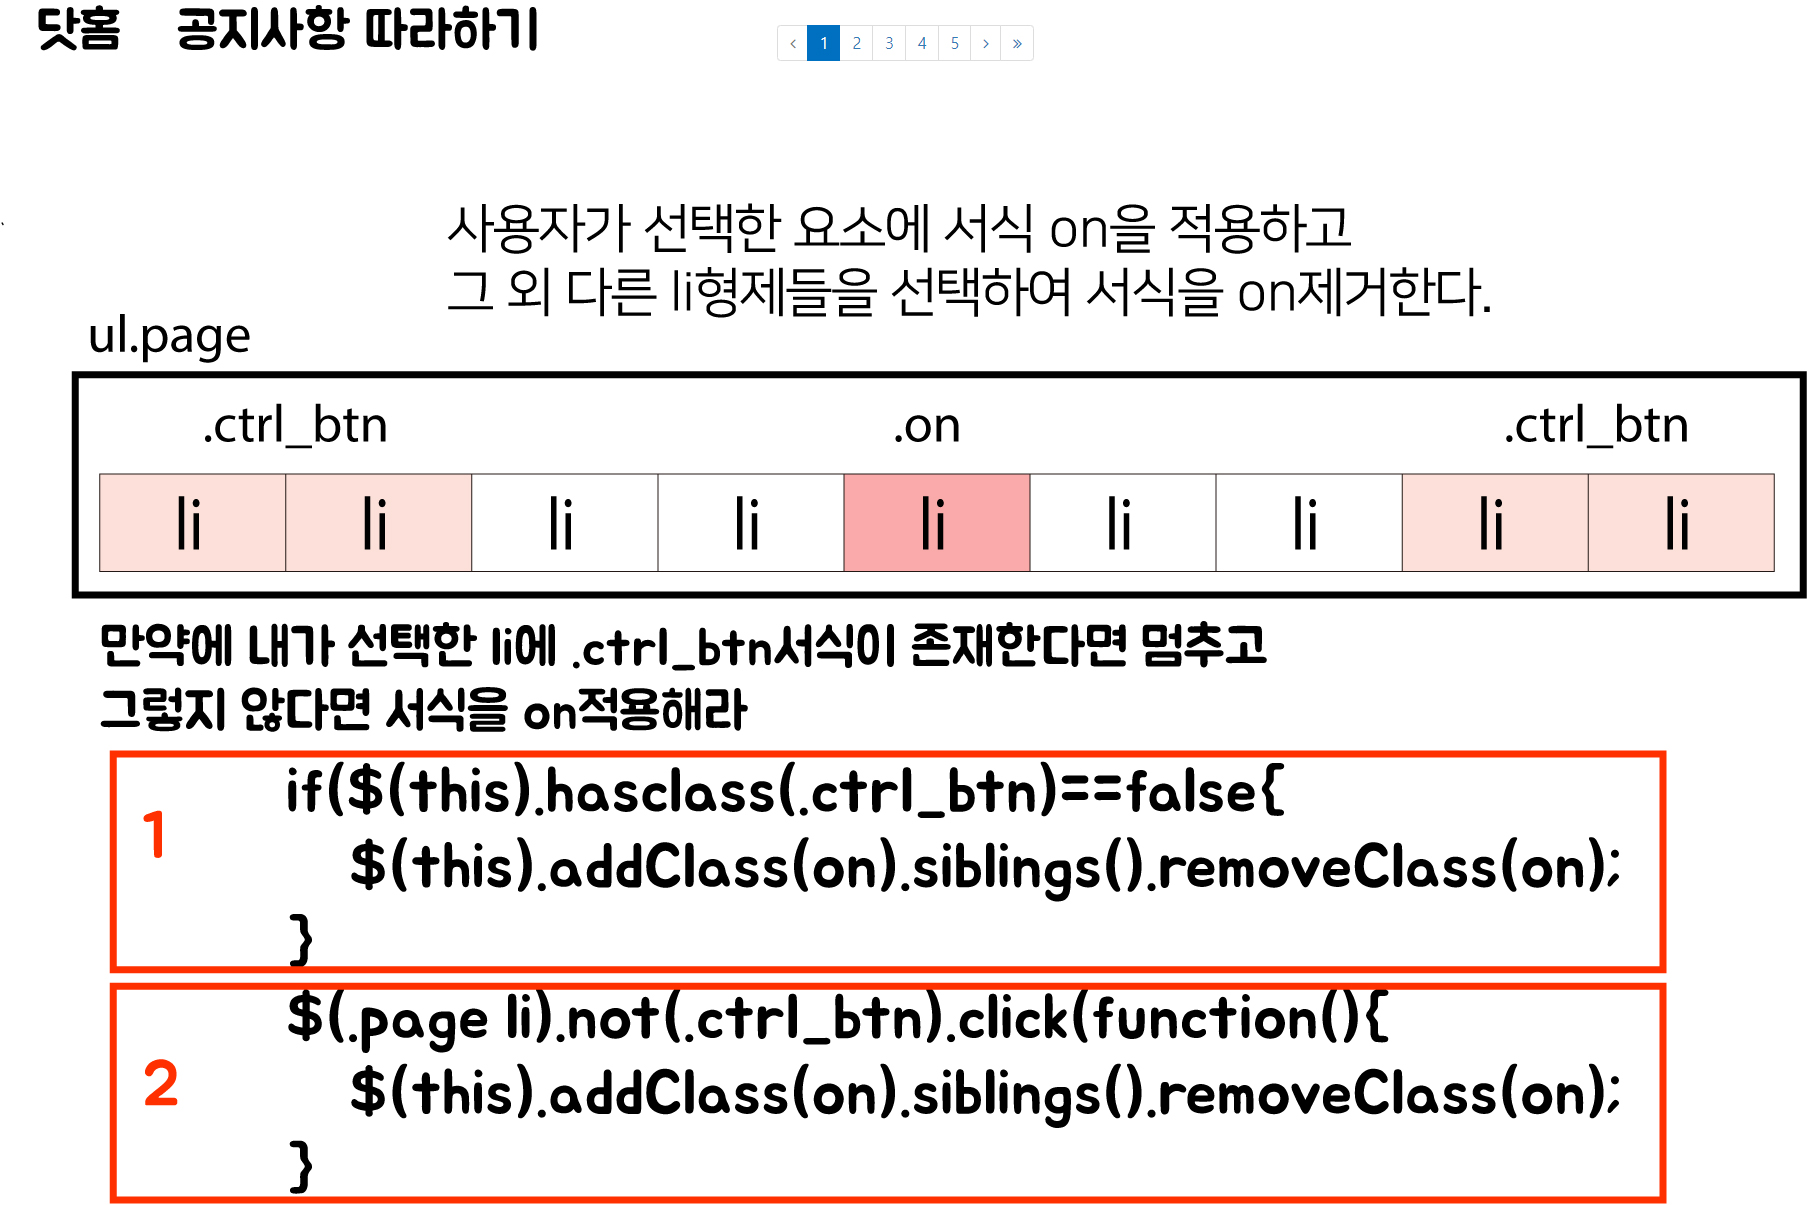 닷홈 공지사항 따라하기
‹ 1 2 3 4 5 › »
사용자가 선택한 요소에 서식 on을 적용하고
그 외 다른 li형제들을 선택하여 서식을 on제거한다.
ul.page
.ctrl_btn .on .ctrl_btn
li li li li li li li li li
만약에 내가 선택한 li에 .ctrl_btn서식이 존재한다면 멈추고
그렇지 않다면 서식을 on적용해라
1
if($(this).hasclass(.ctrl_btn)==false{
$(this).addClass(on).siblings().removeClass(on);
}
2
$(.page li).not(.ctrl_btn).click(function(){
$(this).addClass(on).siblings().removeClass(on);
}